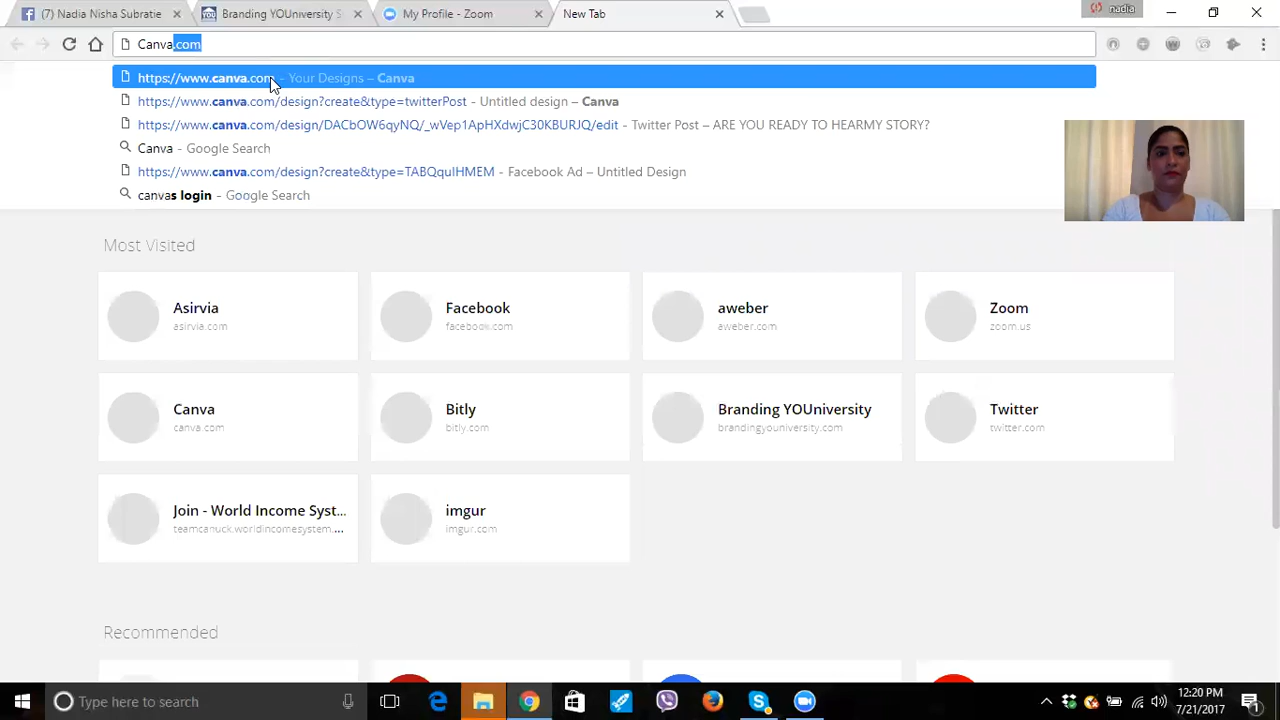 (7) Nadia Nisha Subratie
Branding YOUniversity S
My Profile - Zoom
New Tab
nadia
Canva.com
https://www.canva.com - Your Designs – Canva
https://www.canva.com/design?create&type=twitterPost - Untitled design – Canva
https://www.canva.com/design/DACbOW6qyNQ/_wVep1ApHXdwjC30KBURJQ/edit - Twitter Post – ARE YOU READY TO HEARMY STORY?
Canva - Google Search
https://www.canva.com/design?create&type=TABQqulHMEM - Facebook Ad – Untitled Design
canvas login - Google Search
Most Visited
Asirvia
asirvia.com
Facebook
facebook.com
aweber
aweber.com
Zoom
zoom.us
Canva
canva.com
Bitly
bitly.com
Branding YOUniversity
brandingyouniversity.com
Twitter
twitter.com
Join - World Income Syst...
teamcanuck.worldincomesystem....
imgur
imgur.com
Recommended
Type here to search
12:20 PM
7/21/2017